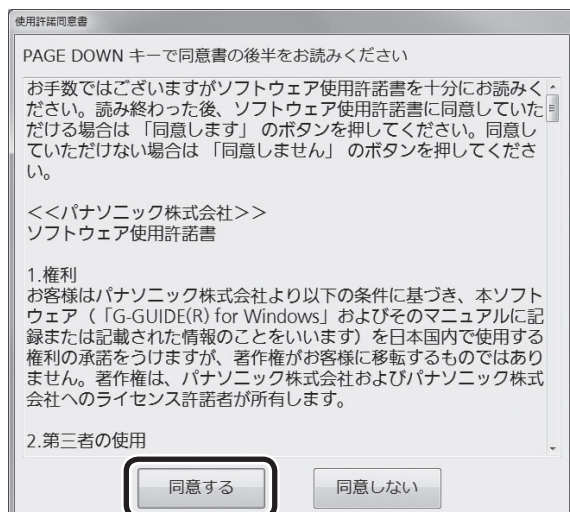 使用許諾同意書
PAGE DOWN キーで同意書の後半をお読みください
お手数ではございますがソフトウェア使用許諾書を十分にお読みく
ださい。読み終わった後、ソフトウェア使用許諾書に同意していた
だける場合は 「同意します」 のボタンを押してください。同意し
ていただけない場合は 「同意しません」 のボタンを押してくださ
い。
<<パナソニック株式会社>>
ソフトウェア使用許諾書
1.権利
お客様はパナソニック株式会社より以下の条件に基づき、本ソフト
ウェア（「G-GUIDE(R) for Windows」およびそのマニュアルに記
録または記載された情報のことをいいます）を日本国内で使用する
権利の承諾をうけますが、著作権がお客様に移転するものではあり
ません。著作権は、パナソニック株式会社およびパナソニック株式
会社へのライセンス許諾者が所有します。
2.第三者の使用
同意する
同意しない